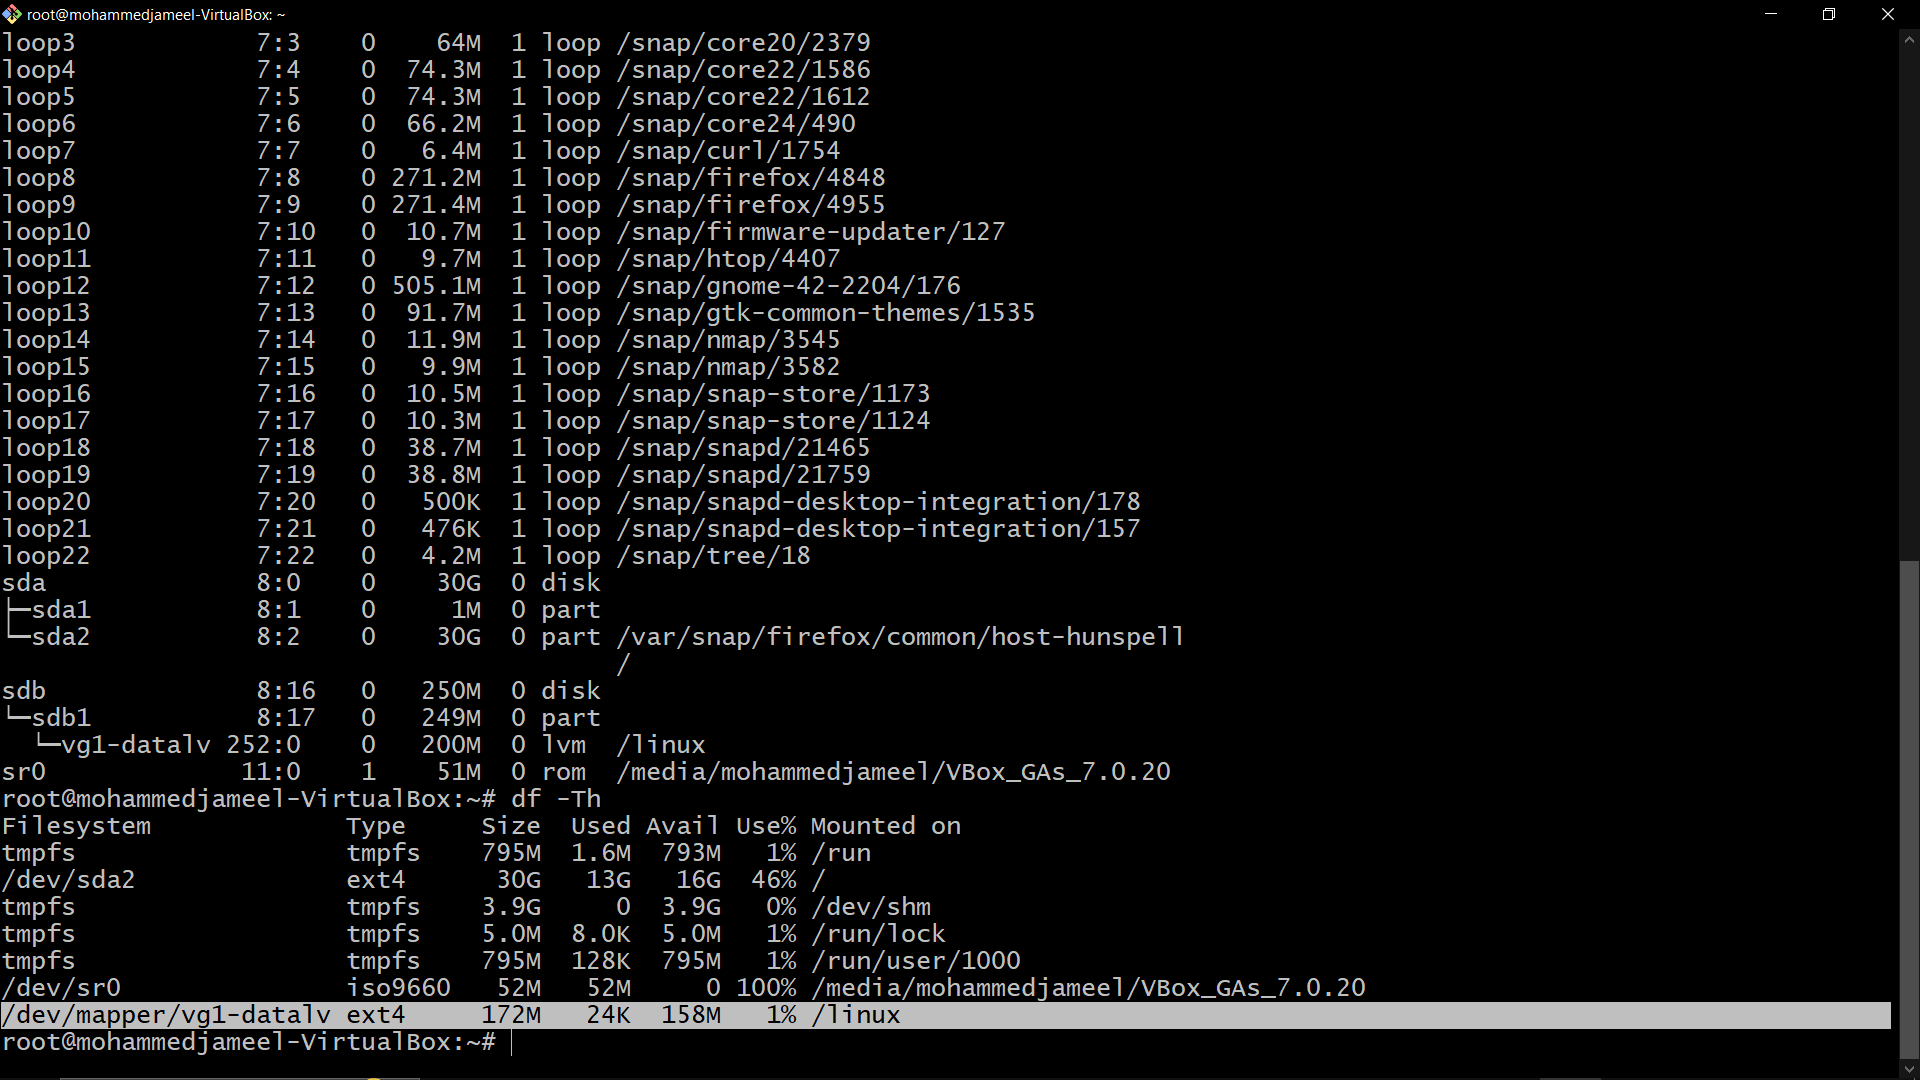 root@mohammedjameel-VirtualBox: ~
loop3            7:3    0    64M  1 loop /snap/core20/2379
loop4            7:4    0  74.3M  1 loop /snap/core22/1586
loop5            7:5    0  74.3M  1 loop /snap/core22/1612
loop6            7:6    0  66.2M  1 loop /snap/core24/490
loop7            7:7    0   6.4M  1 loop /snap/curl/1754
loop8            7:8    0 271.2M  1 loop /snap/firefox/4848
loop9            7:9    0 271.4M  1 loop /snap/firefox/4955
loop10           7:10   0  10.7M  1 loop /snap/firmware-updater/127
loop11           7:11   0   9.7M  1 loop /snap/htop/4407
loop12           7:12   0 505.1M  1 loop /snap/gnome-42-2204/176
loop13           7:13   0  91.7M  1 loop /snap/gtk-common-themes/1535
loop14           7:14   0  11.9M  1 loop /snap/nmap/3545
loop15           7:15   0   9.9M  1 loop /snap/nmap/3582
loop16           7:16   0  10.5M  1 loop /snap/snap-store/1173
loop17           7:17   0  10.3M  1 loop /snap/snap-store/1124
loop18           7:18   0  38.7M  1 loop /snap/snapd/21465
loop19           7:19   0  38.8M  1 loop /snap/snapd/21759
loop20           7:20   0   500K  1 loop /snap/snapd-desktop-integration/178
loop21           7:21   0   476K  1 loop /snap/snapd-desktop-integration/157
loop22           7:22   0   4.2M  1 loop /snap/tree/18
sda              8:0    0    30G  0 disk
├─sda1           8:1    0     1M  0 part
└─sda2           8:2    0    30G  0 part /var/snap/firefox/common/host-hunspell
                                         /
sdb              8:16   0   250M  0 disk
└─sdb1           8:17   0   249M  0 part
  └─vg1-datalv 252:0    0   200M  0 lvm  /linux
sr0             11:0    1    51M  0 rom  /media/mohammedjameel/VBox_GAs_7.0.20
root@mohammedjameel-VirtualBox:~# df -Th
Filesystem             Type     Size  Used Avail Use% Mounted on
tmpfs                  tmpfs    795M  1.6M  793M   1% /run
/dev/sda2              ext4      30G   13G   16G  46% /
tmpfs                  tmpfs    3.9G     0  3.9G   0% /dev/shm
tmpfs                  tmpfs    5.0M  8.0K  5.0M   1% /run/lock
tmpfs                  tmpfs    795M  128K  795M   1% /run/user/1000
/dev/sr0               iso9660   52M   52M     0 100% /media/mohammedjameel/VBox_GAs_7.0.20
/dev/mapper/vg1-datalv ext4     172M   24K  158M   1% /linux
root@mohammedjameel-VirtualBox:~#